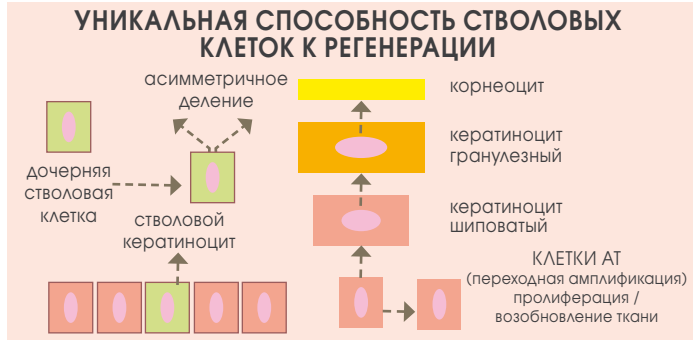 УНИКАЛЬНАЯ СПОСОБНОСТЬ СТВОЛОВЫХ
КЛЕТОК К РЕГЕНЕРАЦИИ
асимметричное
деление
дочерняя
стволовая
клетка
стволовой
кератиноцит
корнеоцит
кератиноцит
гранулезный
кератиноцит
шиповатый
КЛЕТКИ АТ
(переходная амплификация)
пролиферация /
возобновление ткани